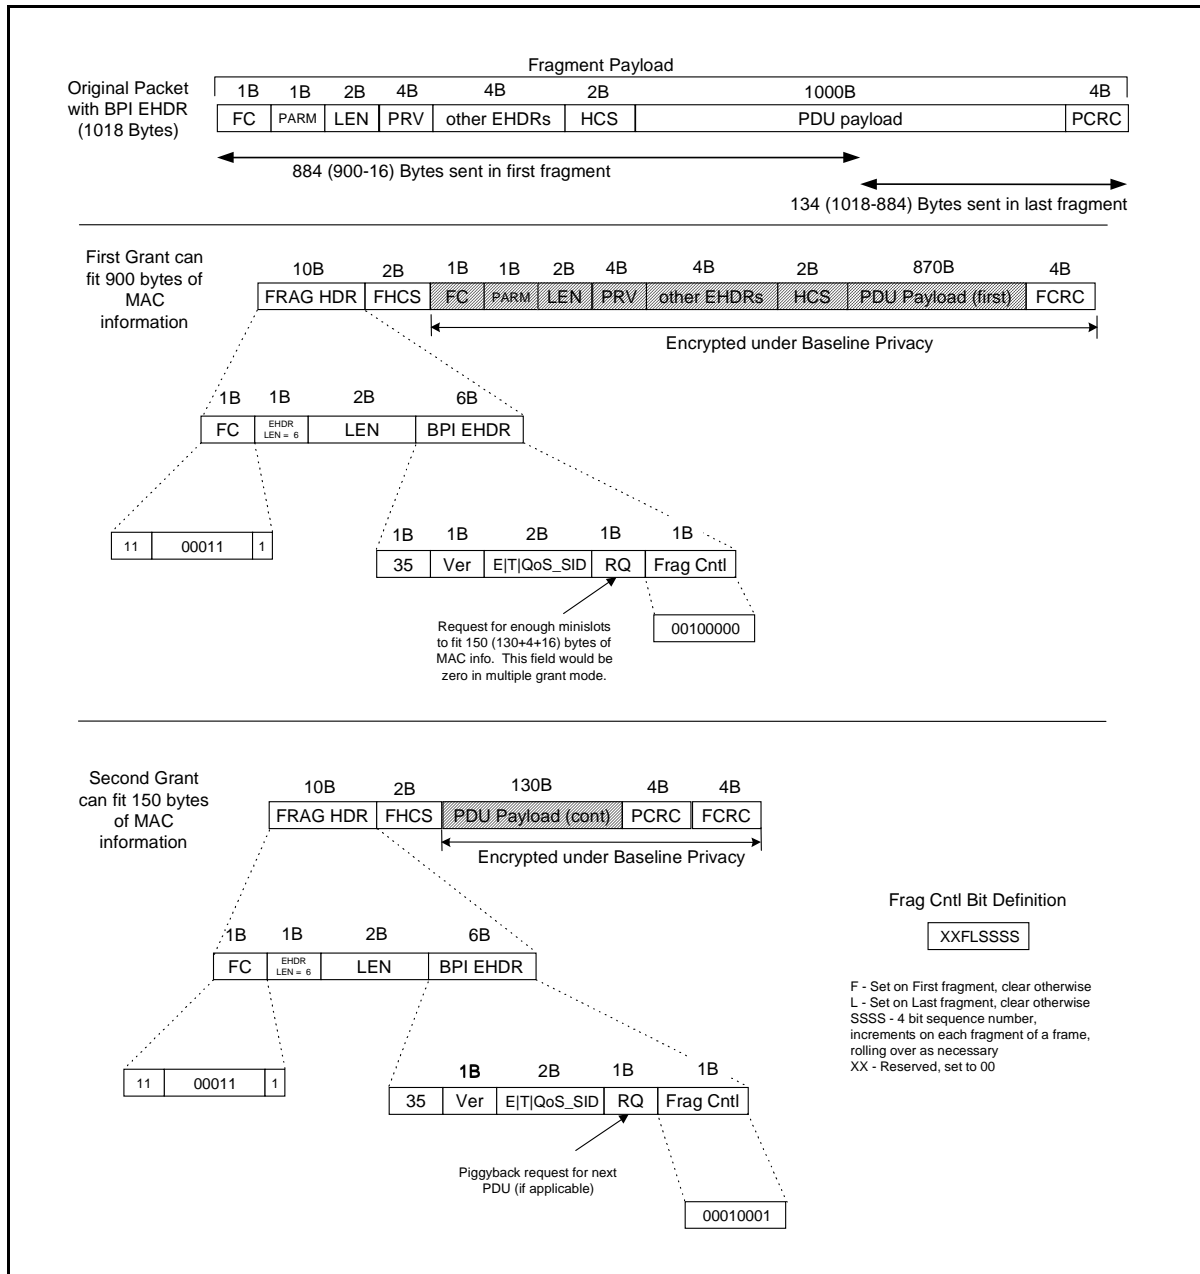 Fragment Payload
Original Packet
with BPI EHDR
(1018 Bytes)
1B 1B 2B 4B 4B 2B 1000B 4B
FC PARM LEN PRV other EHDRs HCS PDU payload PCRC
884 (900-16) Bytes sent in first fragment
134 (1018-884) Bytes sent in last fragment
First Grant can
fit 900 bytes of
MAC
information
10B 2B 1B 1B 2B 4B 4B 2B 870B 4B
FRAG HDR FHCS FC PARM LEN PRV other EHDRs HCS PDU Payload (first) FCRC
Encrypted under Baseline Privacy
1B 1B 2B 6B
FC EHDR LEN = 6 LEN BPI EHDR
11 00011 1
1B 1B 2B 1B 1B
35 Ver E|T|QoS_SID RQ Frag Cntl
00100000
Request for enough minislots
to fit 150 (130+4+16) bytes of
MAC info. This field would be
zero in multiple grant mode.
Second Grant
can fit 150 bytes
of MAC
information
10B 2B 130B 4B 4B
FRAG HDR FHCS PDU Payload (cont) PCRC FCRC
Encrypted under Baseline Privacy
Frag Cntl Bit Definition
XXFLSSSS
F - Set on First fragment, clear otherwise
L - Set on Last fragment, clear otherwise
SSSS - 4 bit sequence number,
increments on each fragment of a frame,
rolling over as necessary
XX - Reserved, set to 00
1B 1B 2B 6B
FC EHDR LEN = 6 LEN BPI EHDR
11 00011 1
1B 2B 1B 1B
35 Ver E|T|QoS_SID RQ Frag Cntl
Piggyback request for next
PDU (if applicable)
00010001